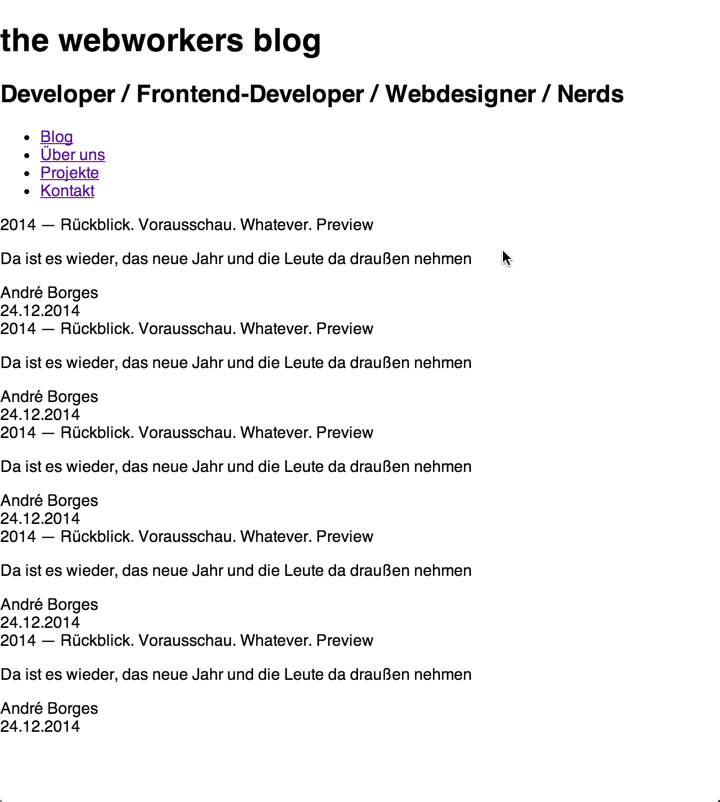 the webworkers blog
Developer / Frontend-Developer / Webdesigner / Nerds
Blog
Über uns
Projekte
Kontakt
2014 — Rückblick. Vorausschau. Whatever. Preview
Da ist es wieder, das neue Jahr und die Leute da draußen nehmen
André Borges
24.12.2014
2014 — Rückblick. Vorausschau. Whatever. Preview
Da ist es wieder, das neue Jahr und die Leute da draußen nehmen
André Borges
24.12.2014
2014 — Rückblick. Vorausschau. Whatever. Preview
Da ist es wieder, das neue Jahr und die Leute da draußen nehmen
André Borges
24.12.2014
2014 — Rückblick. Vorausschau. Whatever. Preview
Da ist es wieder, das neue Jahr und die Leute da draußen nehmen
André Borges
24.12.2014
2014 — Rückblick. Vorausschau. Whatever. Preview
Da ist es wieder, das neue Jahr und die Leute da draußen nehmen
André Borges
24.12.2014